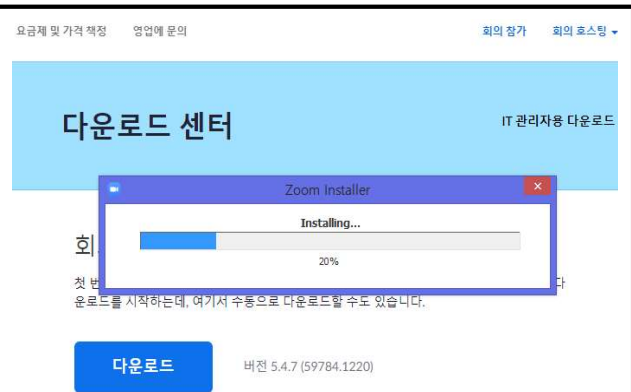 요금제 및 가격 책정 영업에 문의 회의 참가 회의 호스팅
다운로드 센터 IT 관리자용 다운로드
Zoom Installer
Installing...
20%
회
첫 번 다
운로드를 시작하는데, 여기서 수동으로 다운로드할 수도 있습니다.
다운로드 버전 5.4.7 (59784.1220)